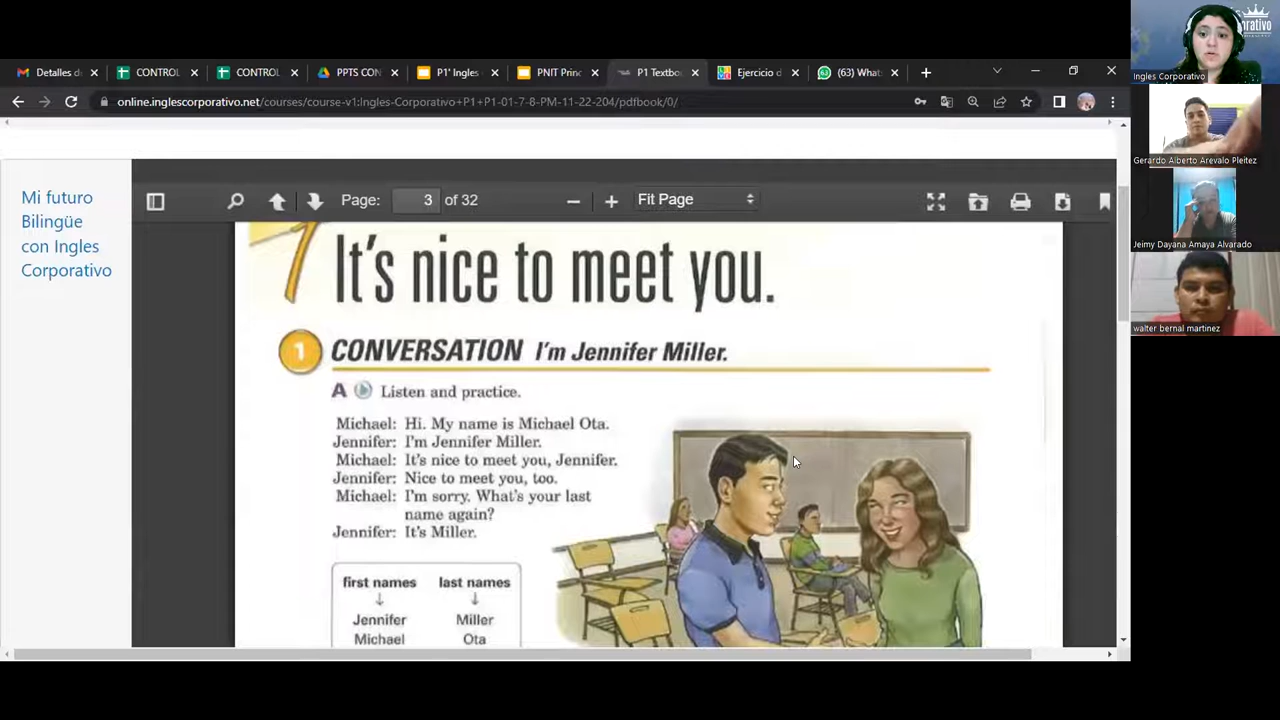 Detalles d
CONTROL
CONTROL
PPTS CON
P1' Ingles
PNIT Princ
P1 Textbo
Ejercicio d
(63) What
online.inglescorporativo.net/courses/course-v1:Ingles-Corporativo+P1+P1-01-7-8-PM-11-22-204/pdfbook/0/
Mi futuro
Bilingüe
con Ingles
Corporativo
Page: 3 of 32
Fit Page
It's nice to meet you.
1 CONVERSATION I'm Jennifer Miller.
A Listen and practice.
Michael: Hi. My name is Michael Ota.
Jennifer: I'm Jennifer Miller.
Michael: It's nice to meet you, Jennifer.
Jennifer: Nice to meet you, too.
Michael: I'm sorry. What's your last
name again?
Jennifer: It's Miller.
first names last names
Jennifer Miller
Michael Ota
Ingles Corporativo
Gerardo Alberto Arevalo Pleitez
Jeimy Dayana Amaya Alvarado
walter bernal martinez